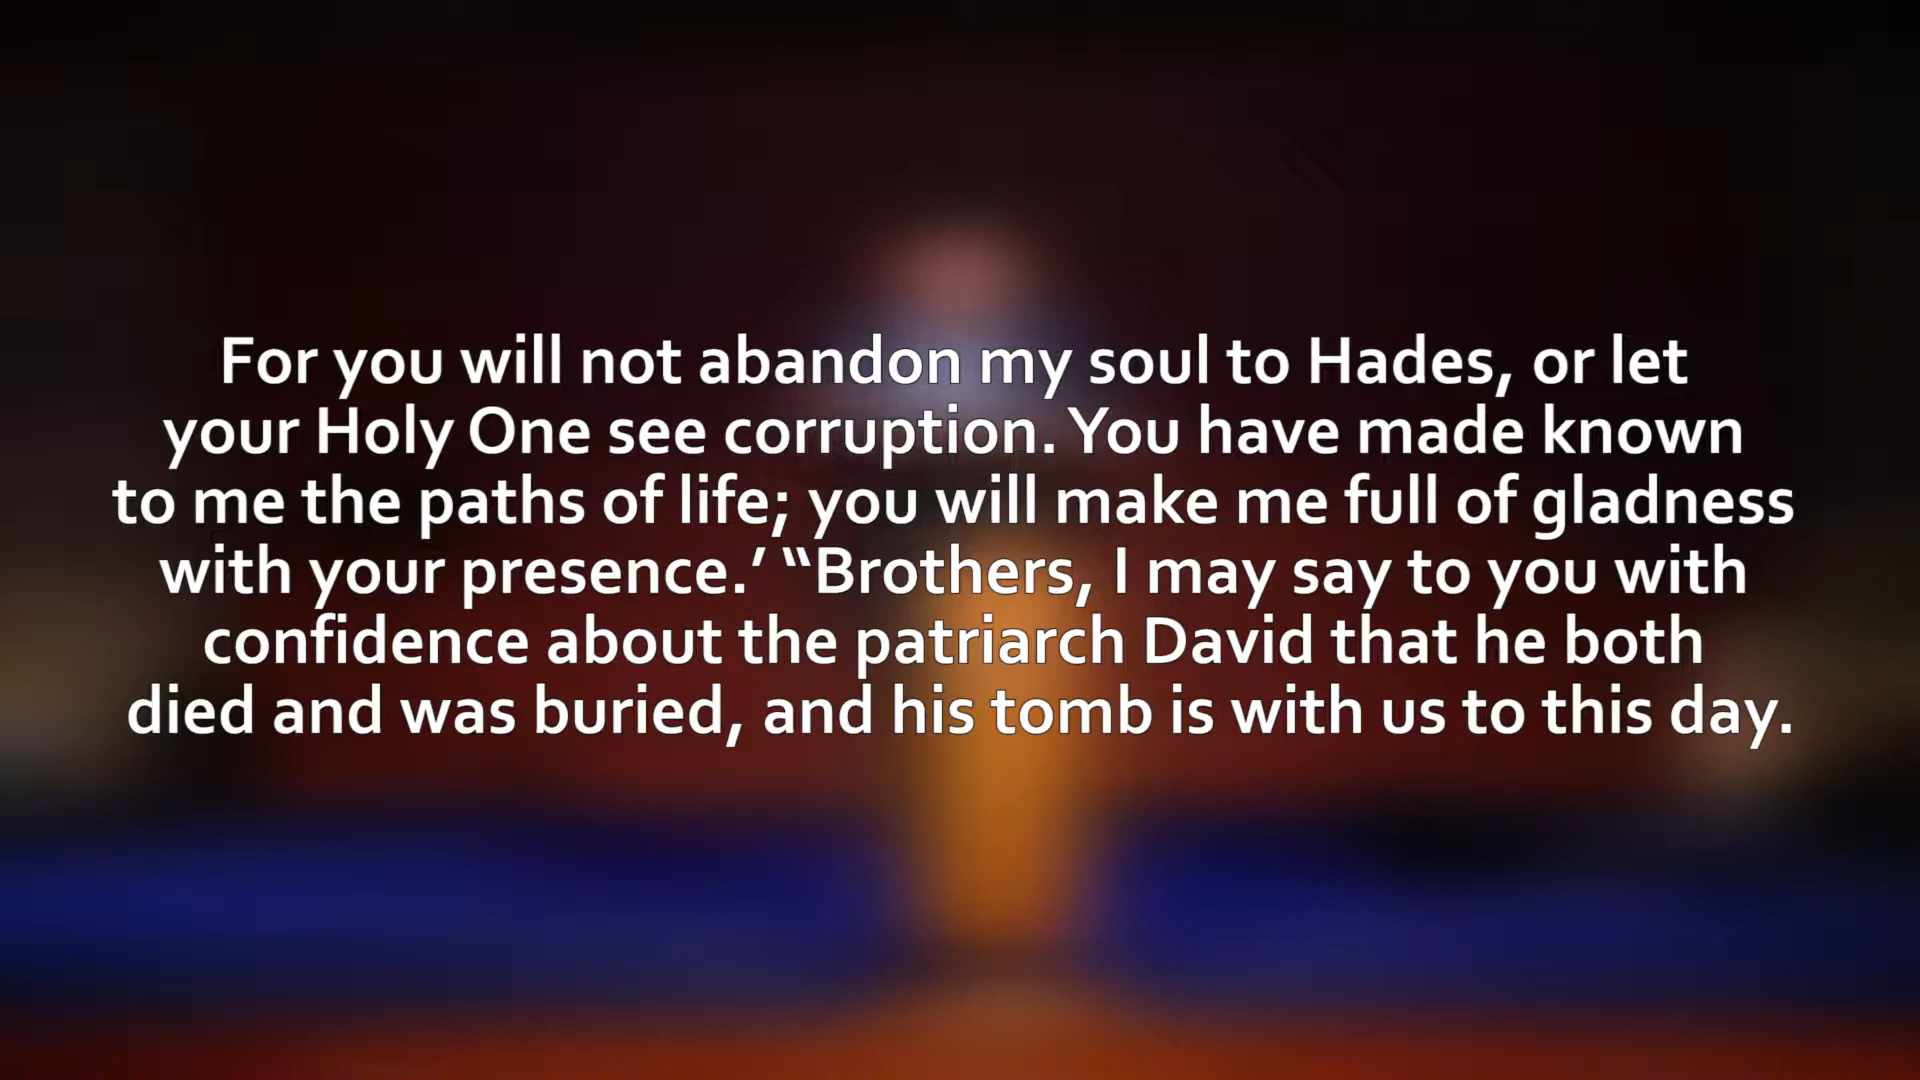 For you will not abandon my soul to Hades, or let
your Holy One see corruption. You have made known
to me the paths of life; you will make me full of gladness
with your presence.’ “Brothers, I may say to you with
confidence about the patriarch David that he both
died and was buried, and his tomb is with us to this day.